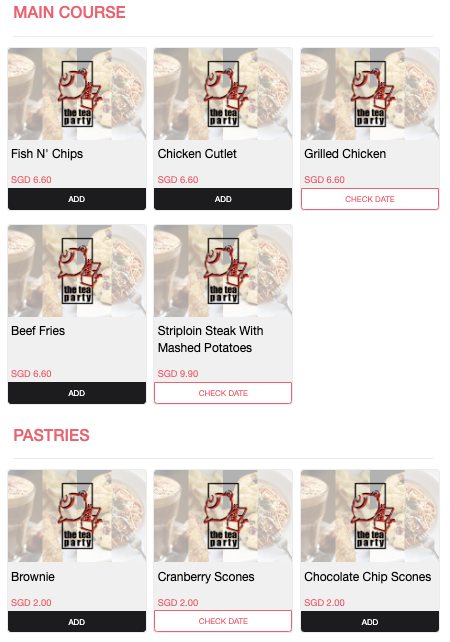 MAIN COURSE
the tea
party
the tea
party
the tea
party
Fish N' Chips
Chicken Cutlet
Grilled Chicken
SGD 6.60
SGD 6.60
SGD 6.60
ADD
ADD
CHECK DATE
the tea
party
the tea
party
Beef Fries
Striploin Steak With
Mashed Potatoes
SGD 6.60
SGD 9.90
ADD
CHECK DATE
PASTRIES
the tea
party
the tea
party
the tea
party
Brownie
Cranberry Scones
Chocolate Chip Scones
SGD 2.00
SGD 2.00
SGD 2.00
ADD
CHECK DATE
ADD